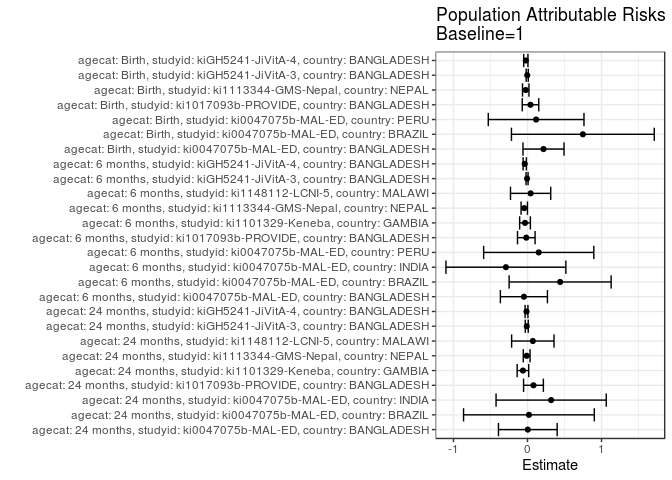 Population Attributable Risks
Baseline=1
agecat: Birth, studyid: kiGH5241-JiVitA-4, country: BANGLADESH
agecat: Birth, studyid: kiGH5241-JiVitA-3, country: BANGLADESH
agecat: Birth, studyid: ki1113344-GMS-Nepal, country: NEPAL
agecat: Birth, studyid: ki1017093b-PROVIDE, country: BANGLADESH
agecat: Birth, studyid: ki0047075b-MAL-ED, country: PERU
agecat: Birth, studyid: ki0047075b-MAL-ED, country: BRAZIL
agecat: Birth, studyid: ki0047075b-MAL-ED, country: BANGLADESH
agecat: 6 months, studyid: kiGH5241-JiVitA-4, country: BANGLADESH
agecat: 6 months, studyid: kiGH5241-JiVitA-3, country: BANGLADESH
agecat: 6 months, studyid: ki1148112-LCNI-5, country: MALAWI
agecat: 6 months, studyid: ki1113344-GMS-Nepal, country: NEPAL
agecat: 6 months, studyid: ki1101329-Keneba, country: GAMBIA
agecat: 6 months, studyid: ki1017093b-PROVIDE, country: BANGLADESH
agecat: 6 months, studyid: ki0047075b-MAL-ED, country: PERU
agecat: 6 months, studyid: ki0047075b-MAL-ED, country: INDIA
agecat: 6 months, studyid: ki0047075b-MAL-ED, country: BRAZIL
agecat: 6 months, studyid: ki0047075b-MAL-ED, country: BANGLADESH
agecat: 24 months, studyid: kiGH5241-JiVitA-4, country: BANGLADESH
agecat: 24 months, studyid: kiGH5241-JiVitA-3, country: BANGLADESH
agecat: 24 months, studyid: ki1148112-LCNI-5, country: MALAWI
agecat: 24 months, studyid: ki1113344-GMS-Nepal, country: NEPAL
agecat: 24 months, studyid: ki1101329-Keneba, country: GAMBIA
agecat: 24 months, studyid: ki1017093b-PROVIDE, country: BANGLADESH
agecat: 24 months, studyid: ki0047075b-MAL-ED, country: INDIA
agecat: 24 months, studyid: ki0047075b-MAL-ED, country: BRAZIL
agecat: 24 months, studyid: ki0047075b-MAL-ED, country: BANGLADESH
-1 0 1
Estimate